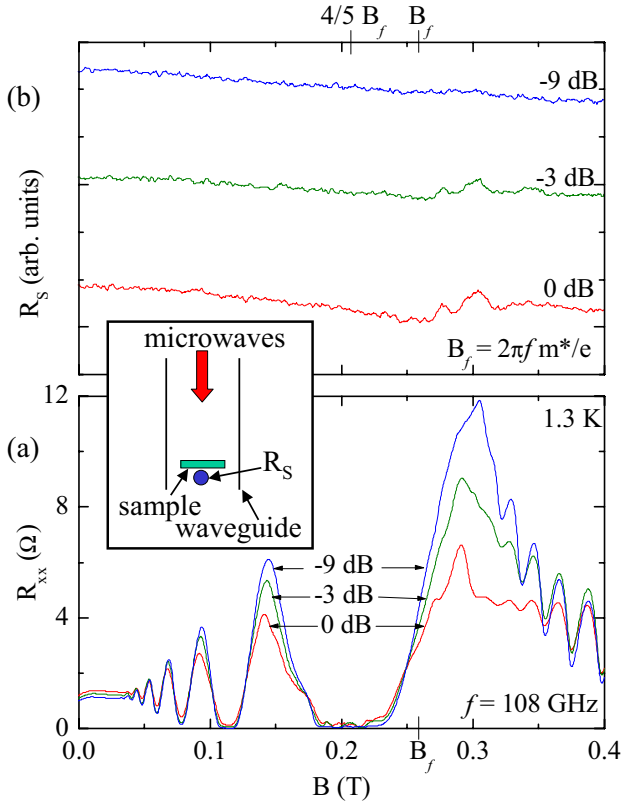 4/5 B_f B_f
(b)
-9 dB
-3 dB
0 dB
R_S (arb. units)
B_f = 2πf m*/e
microwaves
R_S
sample
waveguide
(a)
12
9
6
4
0
1.3 K
R_xx (Ω)
-9 dB
-3 dB
0 dB
f = 108 GHz
0.0 0.1 0.2 0.3 B_f 0.4
B (T)